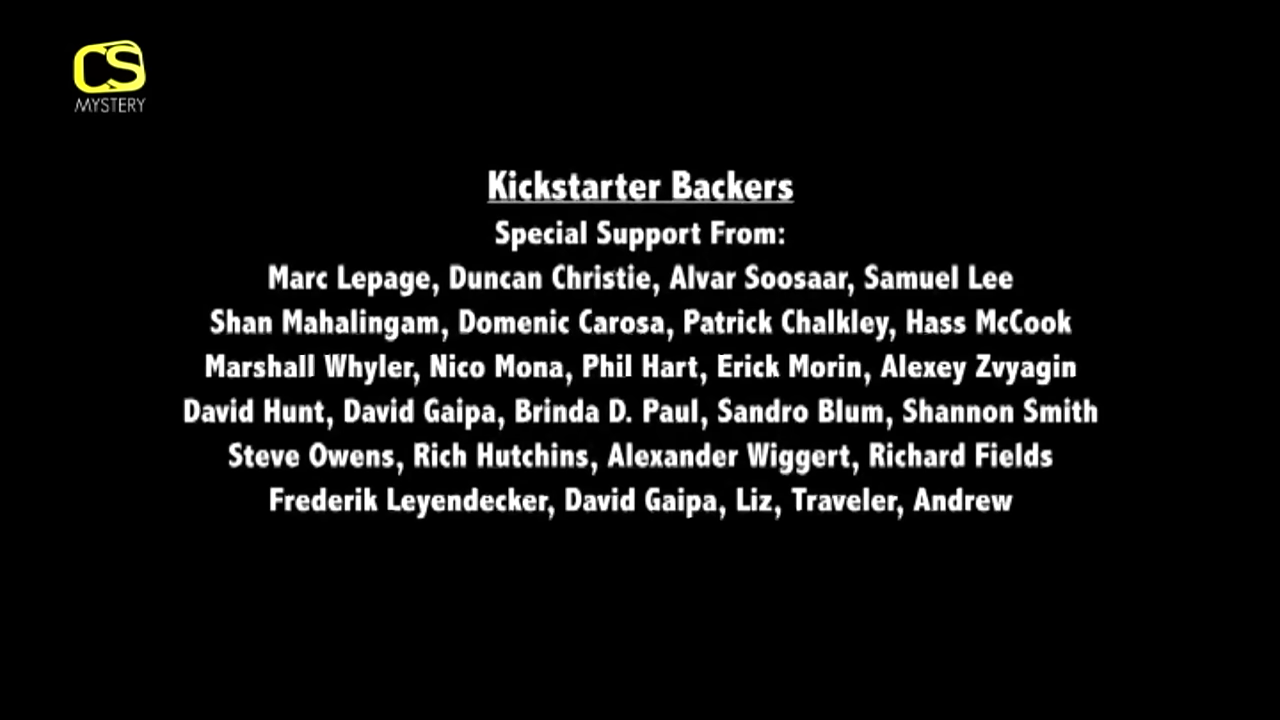 CS
MYSTERY
Kickstarter Backers
Special Support From:
Marc Lepage, Duncan Christie, Alvar Soosaar, Samuel Lee
Shan Mahalingam, Domenic Carosa, Patrick Chalkley, Hass McCook
Marshall Whyler, Nico Mona, Phil Hart, Erick Morin, Alexey Zvyagin
David Hunt, David Gaipa, Brinda D. Paul, Sandro Blum, Shannon Smith
Steve Owens, Rich Hutchins, Alexander Wiggert, Richard Fields
Frederik Leyendecker, David Gaipa, Liz, Traveler, Andrew